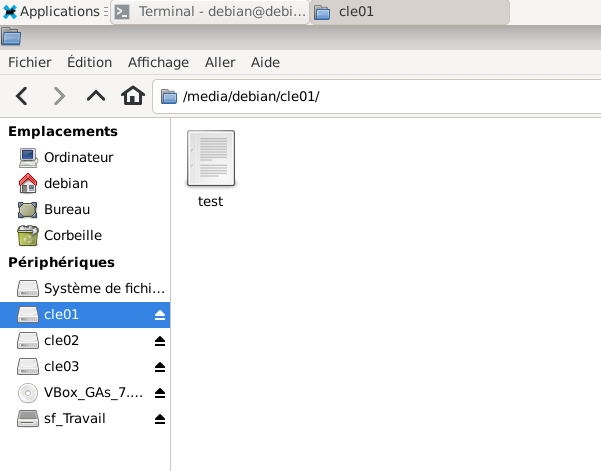 Applications Terminal - debian@debi... cle01
Fichier Édition Affichage Aller Aide
/media/debian/cle01/
Emplacements
Ordinateur
debian
Bureau
Corbeille
Périphériques
Système de fichi...
cle01
cle02
cle03
VBox_GAs_7....
sf_Travail
test